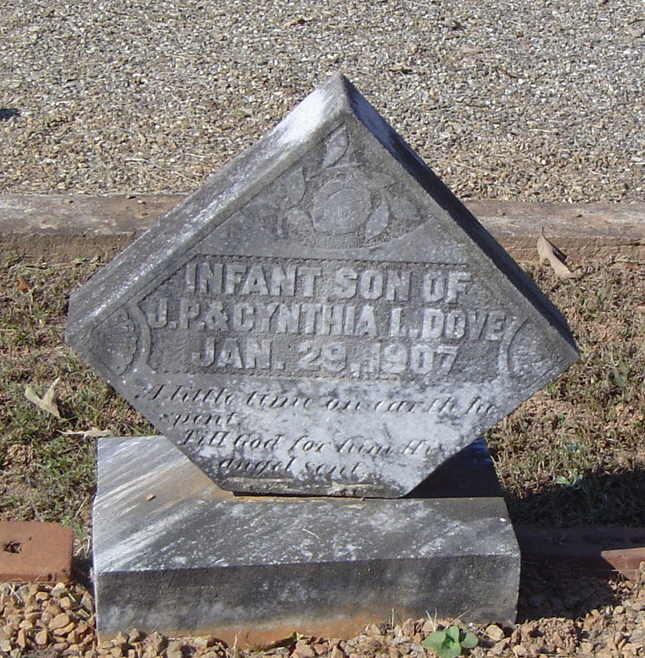 INFANT SON OF
J.P. & CYNTHIA L. DOVE
JAN. 29, 1907
A little time on earth he
spent
Till God for him His
angel sent